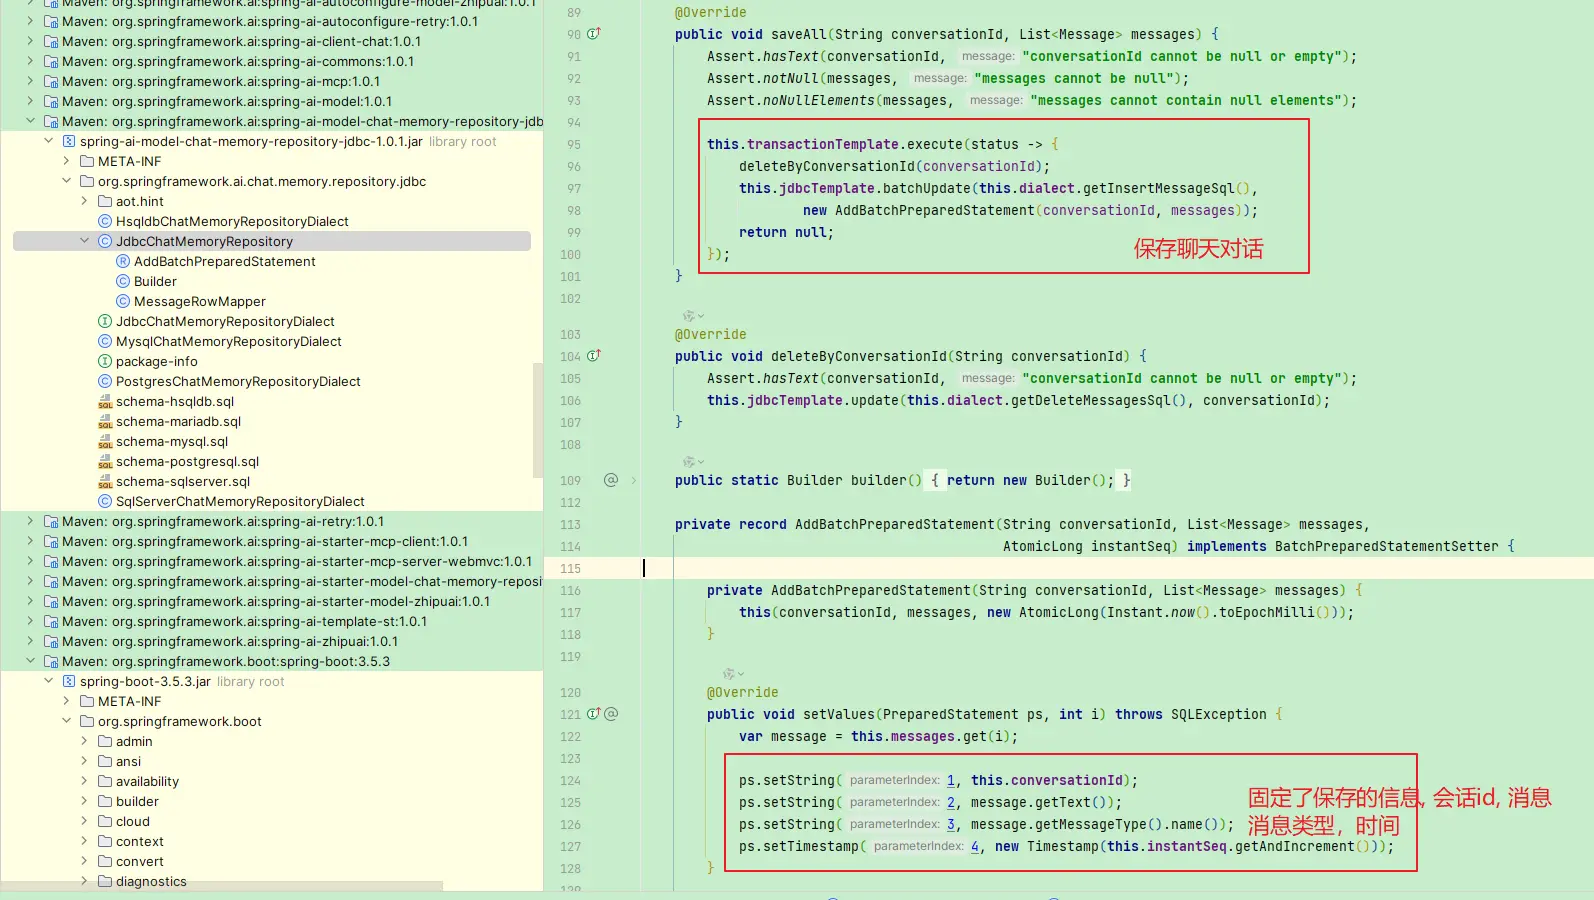 Maven: org.springframework.ai:spring-ai-autoconfigure-model-zhipuai:1.0.1
Maven: org.springframework.ai:spring-ai-autoconfigure-retry:1.0.1
Maven: org.springframework.ai:spring-ai-client-chat:1.0.1
Maven: org.springframework.ai:spring-ai-commons:1.0.1
Maven: org.springframework.ai:spring-ai-mcp:1.0.1
Maven: org.springframework.ai:spring-ai-model:1.0.1
Maven: org.springframework.ai:spring-ai-model-chat-memory-repository-jdb
spring-ai-model-chat-memory-repository-jdbc-1.0.1.jar library root
META-INF
org.springframework.ai.chat.memory.repository.jdbc
aot.hint
HsqldbChatMemoryRepositoryDialect
JdbcChatMemoryRepository
AddBatchPreparedStatement
Builder
MessageRowMapper
JdbcChatMemoryRepositoryDialect
MysqlChatMemoryRepositoryDialect
package-info
PostgresChatMemoryRepositoryDialect
schema-hsqldb.sql
schema-mariadb.sql
schema-mysql.sql
schema-postgresql.sql
schema-sqlserver.sql
SqlServerChatMemoryRepositoryDialect
Maven: org.springframework.ai:spring-ai-retry:1.0.1
Maven: org.springframework.ai:spring-ai-starter-mcp-client:1.0.1
Maven: org.springframework.ai:spring-ai-starter-mcp-server-webmvc:1.0.1
Maven: org.springframework.ai:spring-ai-starter-model-chat-memory-reposi
Maven: org.springframework.ai:spring-ai-starter-model-zhipuai:1.0.1
Maven: org.springframework.ai:spring-ai-template-st:1.0.1
Maven: org.springframework.ai:spring-ai-zhipuai:1.0.1
Maven: org.springframework.boot:spring-boot:3.5.3
spring-boot-3.5.3.jar library root
META-INF
org.springframework.boot
admin
ansi
availability
builder
cloud
context
convert
diagnostics
89 @Override
90 public void saveAll(String conversationId, List<Message> messages) {
91 Assert.hasText(conversationId, message: "conversationId cannot be null or empty");
92 Assert.notNull(messages, message: "messages cannot be null");
93 Assert.noNullElements(messages, message: "messages cannot contain null elements");
94
95 this.transactionTemplate.execute(status -> {
96 deleteByConversationId(conversationId);
97 this.jdbcTemplate.batchUpdate(this.dialect.getInsertMessageSql(),
98 new AddBatchPreparedStatement(conversationId, messages));
99 return null;
100 });
保存聊天对话
101 }
102
103 @Override
104 public void deleteByConversationId(String conversationId) {
105 Assert.hasText(conversationId, message: "conversationId cannot be null or empty");
106 this.jdbcTemplate.update(this.dialect.getDeleteMessagesSql(), conversationId);
107 }
108
109 public static Builder builder() { return new Builder(); }
112
113 private record AddBatchPreparedStatement(String conversationId, List<Message> messages,
114 AtomicLong instantSeq) implements BatchPreparedStatementSetter {
115
116 private AddBatchPreparedStatement(String conversationId, List<Message> messages) {
117 this(conversationId, messages, new AtomicLong(Instant.now().toEpochMilli()));
118 }
119
120 @Override
121 public void setValues(PreparedStatement ps, int i) throws SQLException {
122 var message = this.messages.get(i);
123
124 ps.setString( parameterIndex: 1, this.conversationId);
125 ps.setString( parameterIndex: 2, message.getText());
126 ps.setString( parameterIndex: 3, message.getMessageType().name());
127 ps.setTimestamp( parameterIndex: 4, new Timestamp(this.instantSeq.getAndIncrement()));
固定了保存的信息, 会话id, 消息
消息类型，时间
128 }